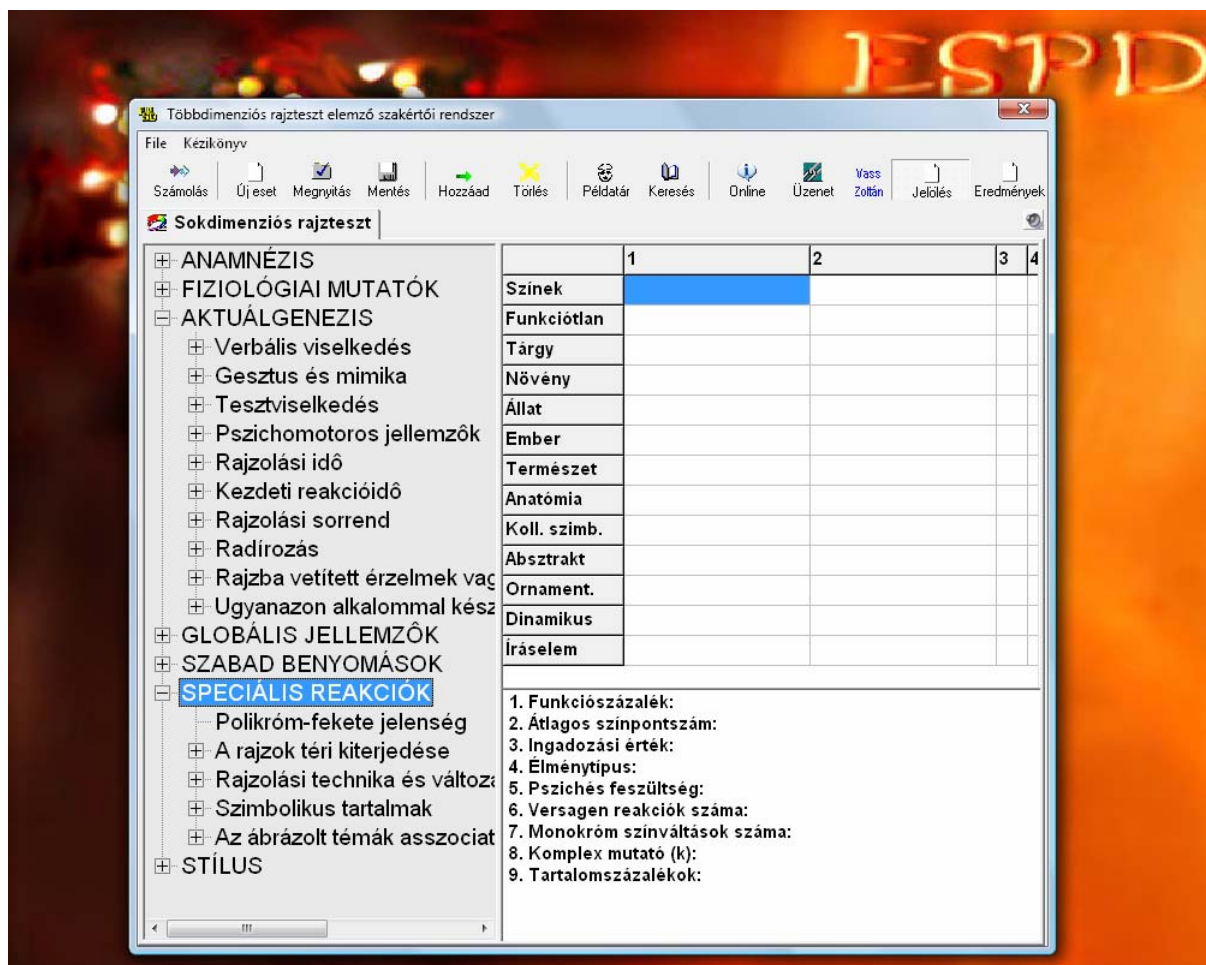 ESPD
Többdimenziós rajzteszt elemző szakértői rendszer
File Kézikönyv
Számolás Új eset Megnyitás Mentés Hozzáad Törlés Példatár Keresés Online Üzenet Vass Zoltán Jelölés Eredmények
Sokdimenziós rajzteszt
ANAMNÉZIS
FIZIOLÓGIAI MUTATÓK
AKTUÁLGENEZIS
Verbális viselkedés
Gesztus és mimika
Tesztviselkedés
Pszichomotoros jellemzôk
Rajzolási idô
Kezdeti reakcióidô
Rajzolási sorrend
Radírozás
Rajzba vetített érzelmek vag
Ugyanazon alkalommal kész
GLOBÁLIS JELLEMZÔK
SZABAD BENYOMÁSOK
SPECIÁLIS REAKCIÓK
Polikróm-fekete jelenség
A rajzok téri kiterjedése
Rajzolási technika és változa
Szimbolikus tartalmak
Az ábrázolt témák asszociat
STÍLUS
1 2 3 4
Színek
Funkciótlan
Tárgy
Növény
Állat
Ember
Természet
Anatómia
Koll. szimb.
Absztrakt
Ornament.
Dinamikus
Íráselem
1. Funkciószázalék:
2. Átlagos színpontszám:
3. Ingadozási érték:
4. Élménytípus:
5. Pszichés feszültség:
6. Versagen reakciók száma:
7. Monokróm színváltások száma:
8. Komplex mutató (k):
9. Tartalomszázalékok: